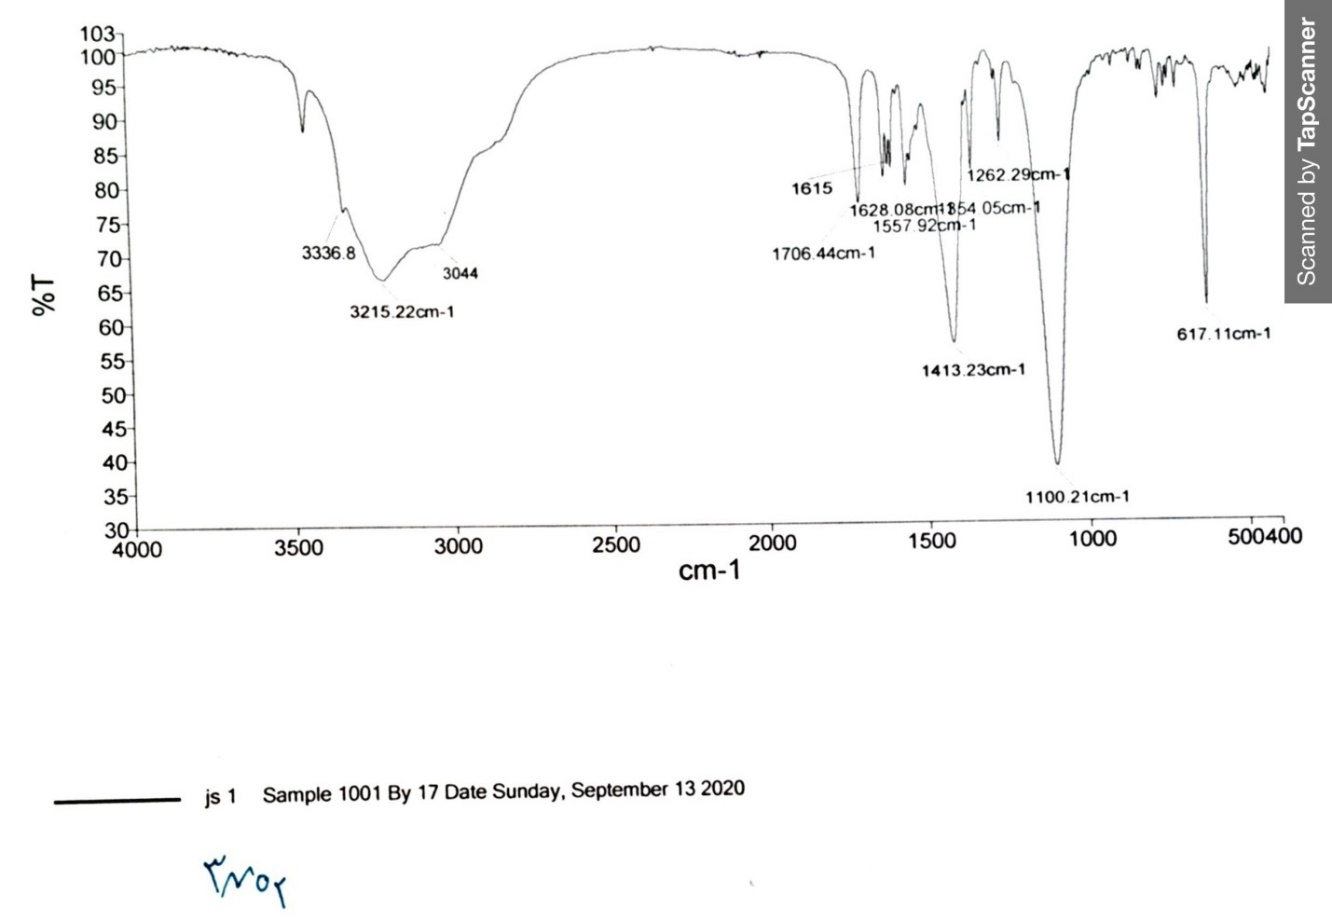 %T
103
100
95
90
85
80
75
70
65
60
55
50
45
40
35
30
3336.8
3215.22cm-1
3044
1706.44cm-1
1615
1628.08cm-1
1557.92cm-1
1413.23cm-1
1354 05cm-1
1262.29cm-1
1100.21cm-1
617.11cm-1
4000 3500 3000 2500 2000 1500 1000 500 400
cm-1
js 1 Sample 1001 By 17 Date Sunday, September 13 2020
Scanned by TapScanner